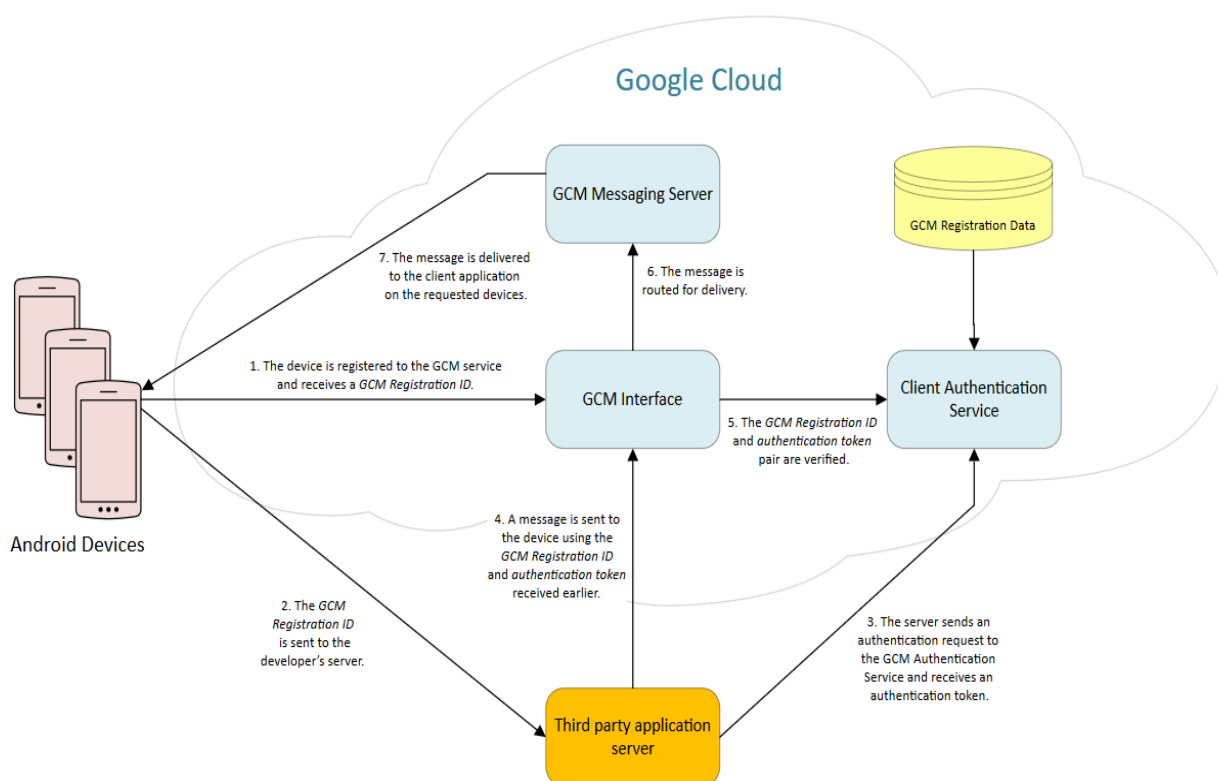 Google Cloud
GCM Messaging Server
GCM Registration Data
7. The message is delivered
to the client application
on the requested devices.
6. The message is
routed for delivery.
1. The device is registered to the GCM service
and receives a GCM Registration ID.
GCM Interface
Client Authentication
Service
5. The GCM Registration ID
and authentication token
pair are verified.
Android Devices
4. A message is sent to
the device using the
GCM Registration ID
and authentication token
received earlier.
2. The GCM
Registration ID
is sent to the
developer’s server.
3. The server sends an
authentication request to
the GCM Authentication
Service and receives an
authentication token.
Third party application
server